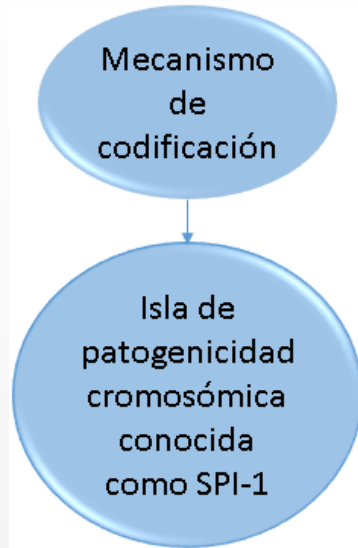 Mecanismo
de
codificación
Isla de
patogenicidad
cromosómica
conocida
como SPI-1